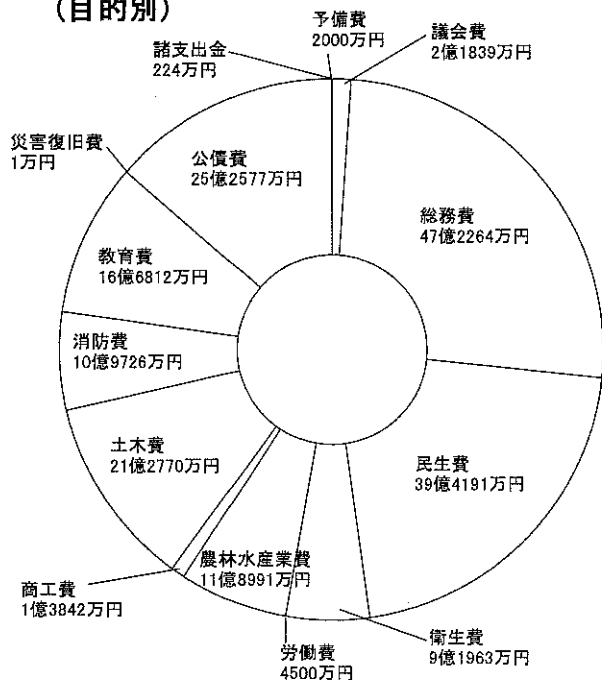 (目的別)
予備費
2000万円
議会費
2億1839万円
総務費
47億2264万円
民生費
39億4191万円
衛生費
9億1963万円
労働費
4500万円
農林水産業費
11億8991万円
商工費
1億3842万円
土木費
21億2770万円
消防費
10億9726万円
教育費
16億6812万円
災害復旧費
1万円
公債費
25億2577万円
諸支出金
224万円